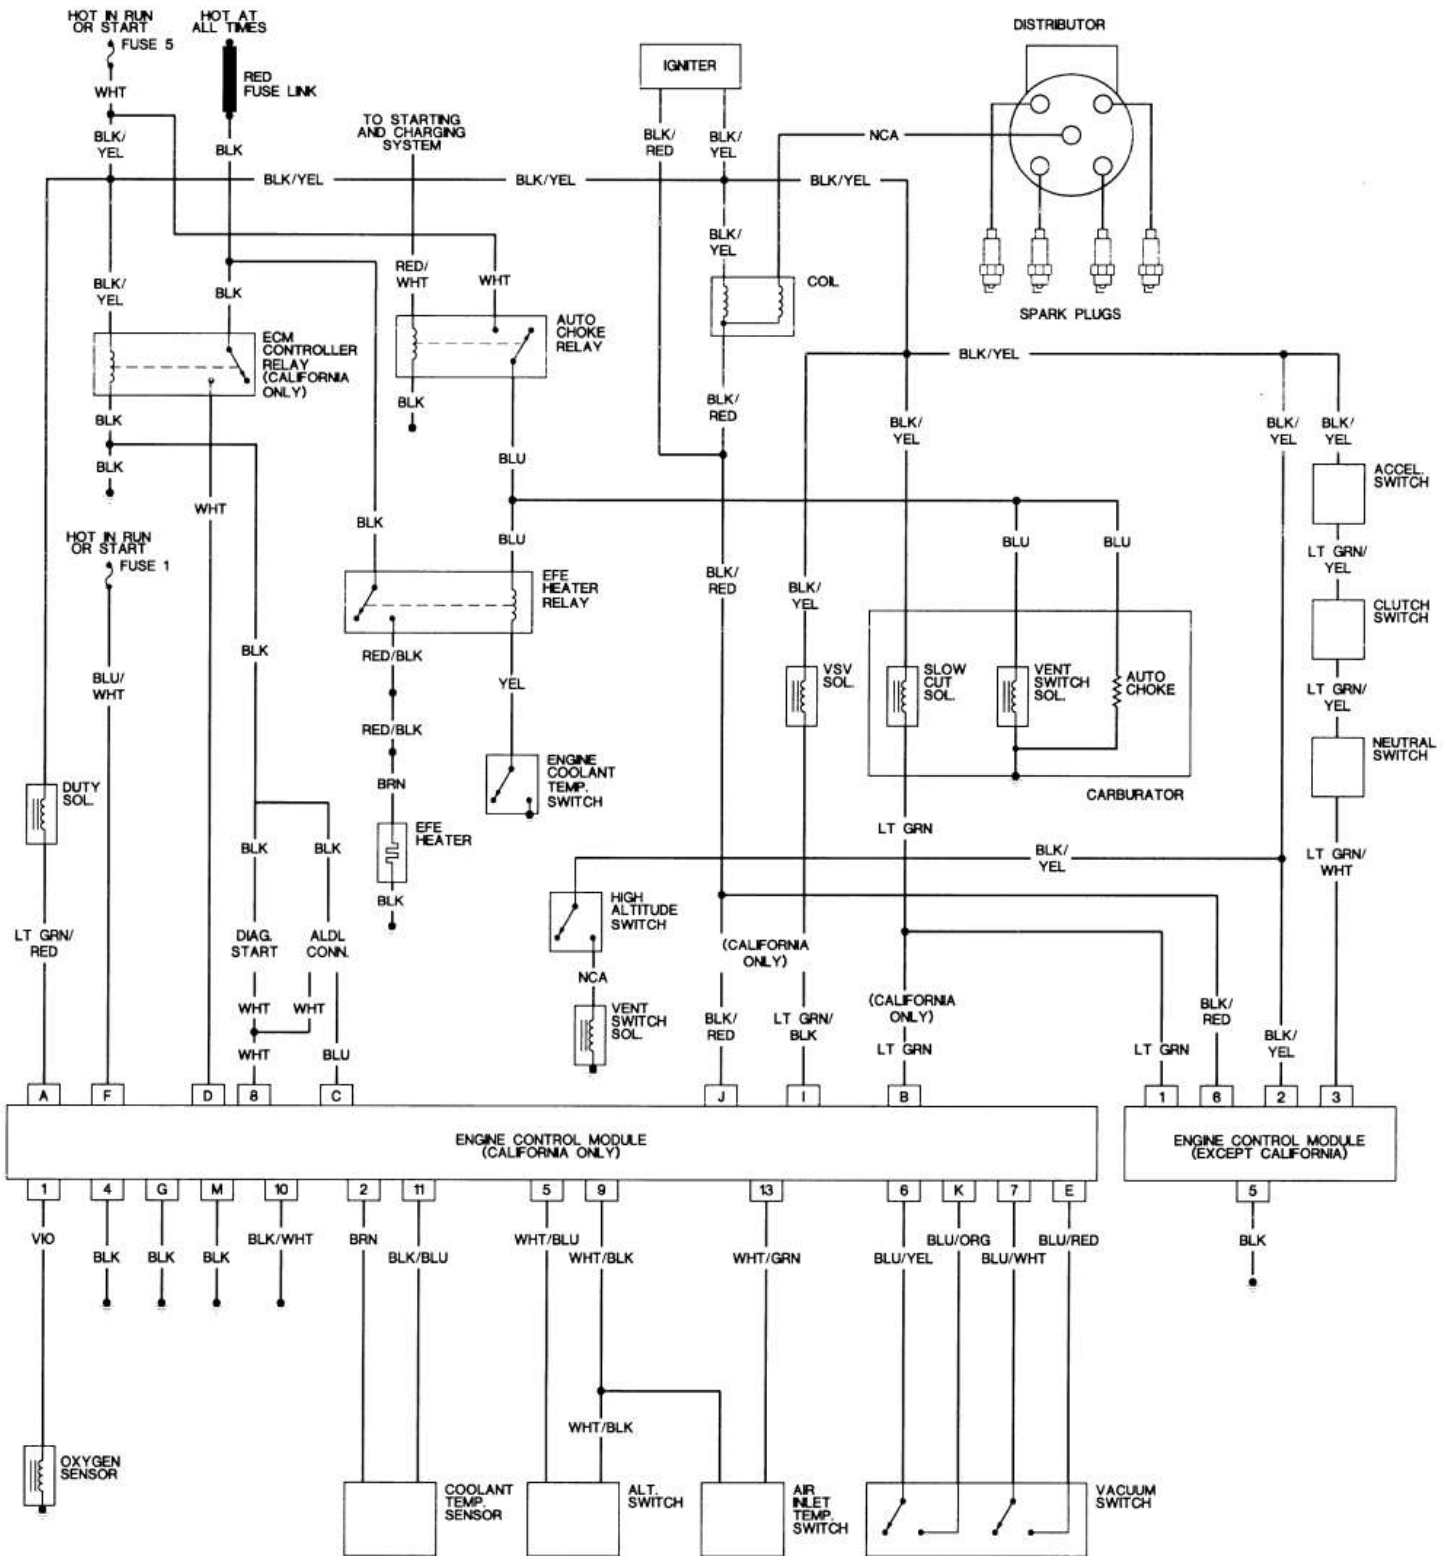 HOT IN RUN
OR START
FUSE 5
HOT AT
ALL TIMES
RED
FUSE LINK
IGNITER
DISTRIBUTOR
WHT
TO STARTING
AND CHARGING
SYSTEM
BLK/
YEL
BLK
BLK/
RED
BLK/
YEL
NCA
BLK/YEL
BLK/YEL
BLK/YEL
BLK/
YEL
RED/
WHT
WHT
BLK/
YEL
BLK
COIL
SPARK PLUGS
ECM
CONTROLLER
RELAY
(CALIFORNIA
ONLY)
AUTO
CHOKE
RELAY
BLK/YEL
BLK
BLK
BLK/
RED
BLK/
YEL
BLK/
YEL
BLK/
YEL
BLK
BLU
ACCEL.
SWITCH
WHT
BLK
HOT IN RUN
OR START
FUSE 1
BLU
BLU
BLU
LT GRN/
YEL
EFE
HEATER
RELAY
BLK/
RED
BLK/
YEL
CLUTCH
SWITCH
BLK
RED/BLK
BLU/
WHT
YEL
VSV
SOL.
SLOW
CUT
SOL.
VENT
SWITCH
SOL.
AUTO
CHOKE
LT GRN/
YEL
RED/BLK
NEUTRAL
SWITCH
DUTY
SOL.
BRN
ENGINE
COOLANT
TEMP.
SWITCH
CARBURATOR
EFE
HEATER
LT GRN
BLK
BLK
BLK/
YEL
LT GRN/
WHT
BLK
HIGH
ALTITUDE
SWITCH
LT GRN/
RED
DIAG.
START
ALDL
CONN.
(CALIFORNIA
ONLY)
NCA
WHT
WHT
VENT
SWITCH
SOL.
BLK/
RED
LT GRN/
BLK
(CALIFORNIA
ONLY)
BLK/
RED
WHT
BLU
LT GRN
LT GRN
BLK/
YEL
A
F
D
8
C
J
I
B
1
6
2
3
ENGINE CONTROL MODULE
(CALIFORNIA ONLY)
ENGINE CONTROL MODULE
(EXCEPT CALIFORNIA)
1
4
G
M
10
2
11
5
9
13
6
K
7
E
5
VIO
BLK
BLK
BLK
BLK/WHT
BRN
BLK/BLU
WHT/BLU
WHT/BLK
WHT/GRN
BLU/YEL
BLU/ORG
BLU/WHT
BLU/RED
BLK
WHT/BLK
OXYGEN
SENSOR
COOLANT
TEMP.
SENSOR
ALT.
SWITCH
AIR
INLET
TEMP.
SWITCH
VACUUM
SWITCH